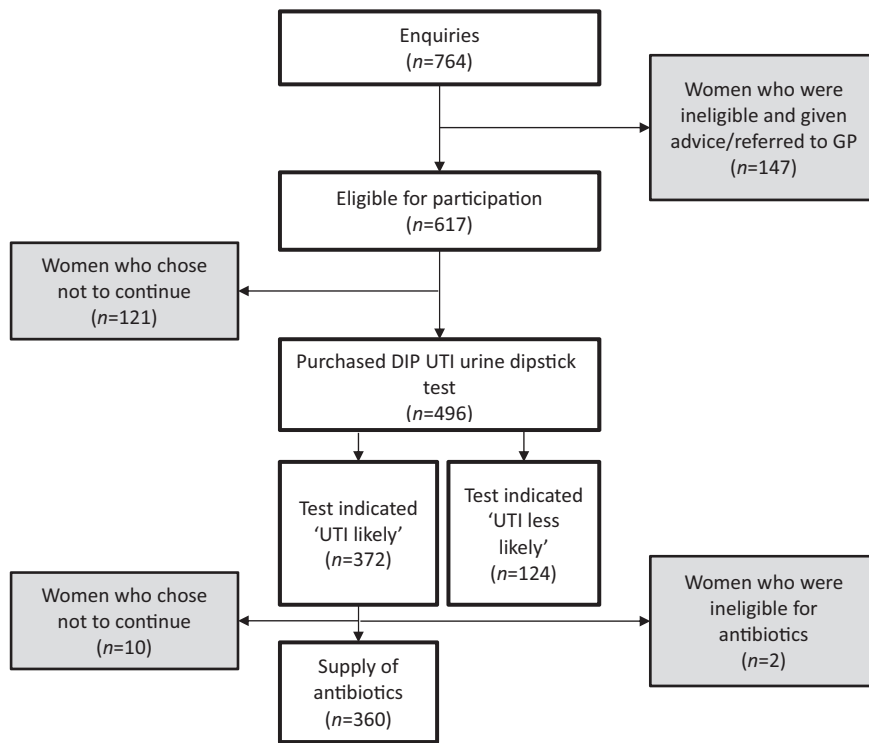 Enquiries
(n=764)
Women who were
ineligible and given
advice/referred to GP
(n=147)
Eligible for participation
(n=617)
Women who chose
not to continue
(n=121)
Purchased DIP UTI urine dipstick
test
(n=496)
Test indicated
‘UTI likely’
(n=372)
Test indicated
‘UTI less
likely’
(n=124)
Women who chose
not to continue
(n=10)
Women who were
ineligible for
antibiotics
(n=2)
Supply of
antibiotics
(n=360)